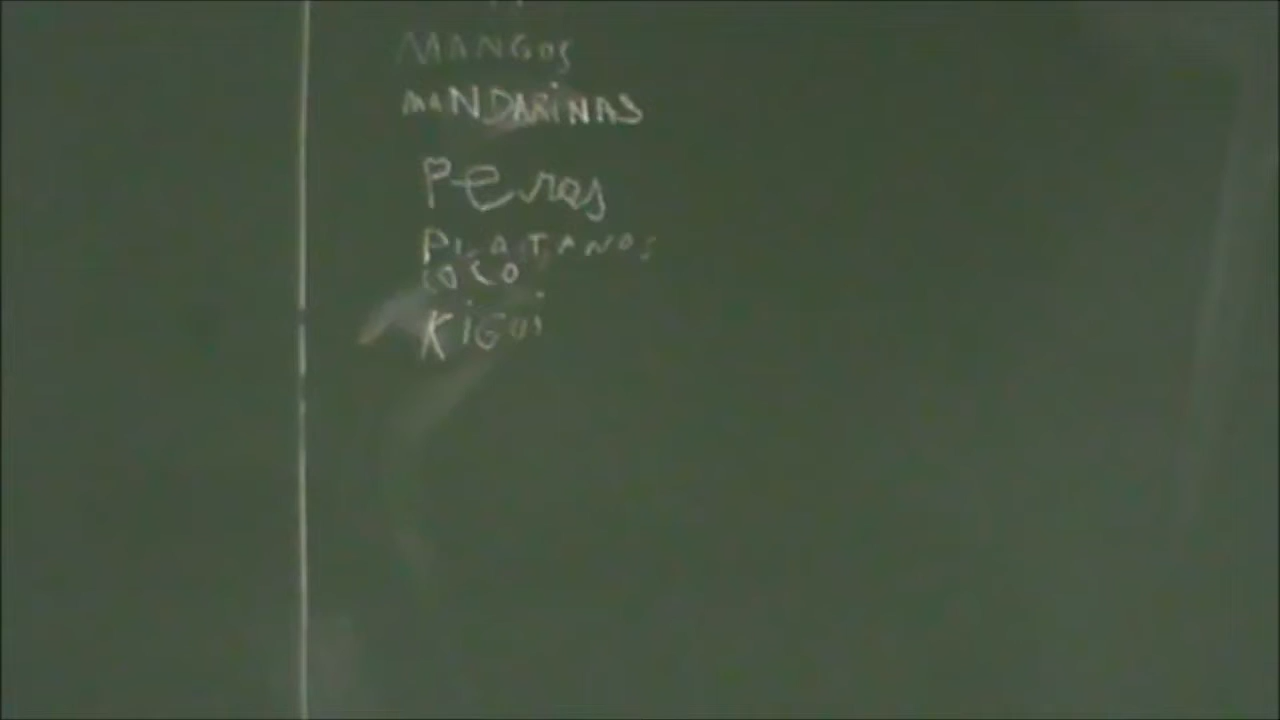 MANGOS
MANDARiNAS
Peras
PLATANOS
COCO
KiGUi